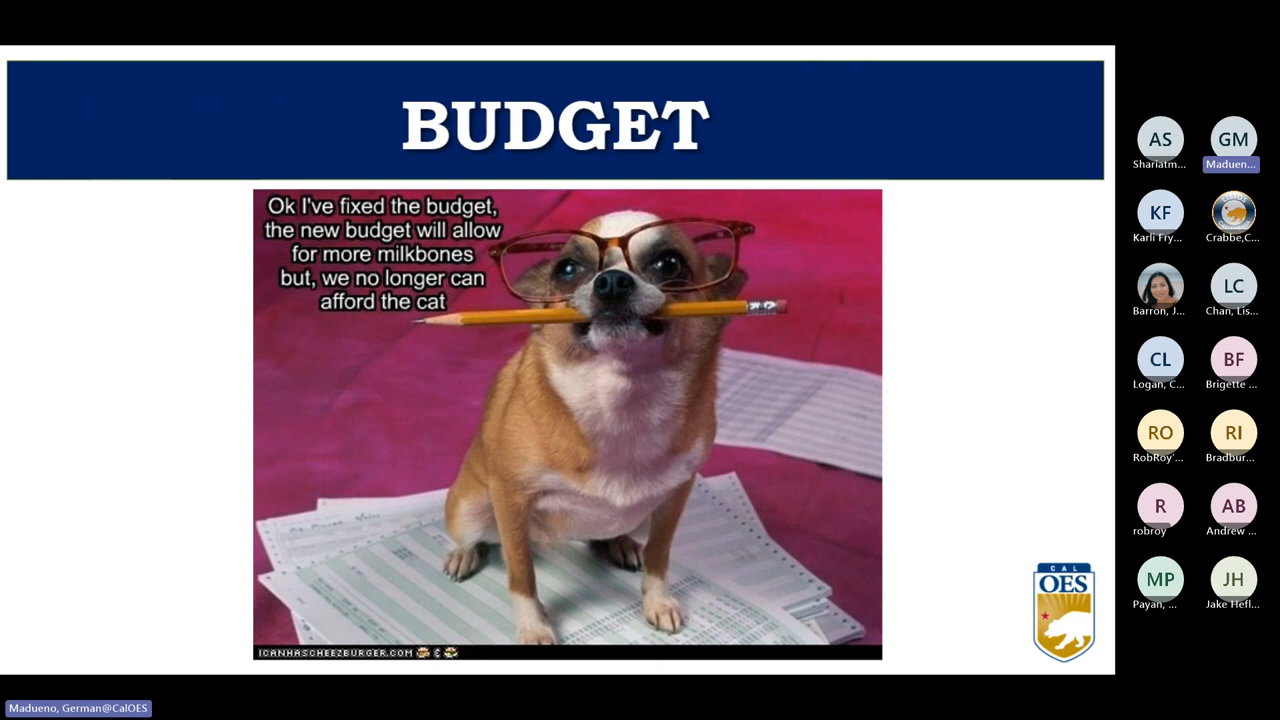 BUDGET
Ok I've fixed the budget,
the new budget will allow
for more milkbones
but, we no longer can
afford the cat
ICANHASCHEEZBURGER.COM
CAL
OES
AS
Shariatm...
GM
Maduen...
KF
Karli Fry...
Crabbe,C...
Barron, J...
LC
Chan, Lis...
CL
Logan, C...
BF
Brigette ...
RO
RobRoy'...
RI
Bradbur...
R
robroy
AB
Andrew ...
MP
Payan, ...
JH
Jake Hefl...
Madueno, German@CalOES